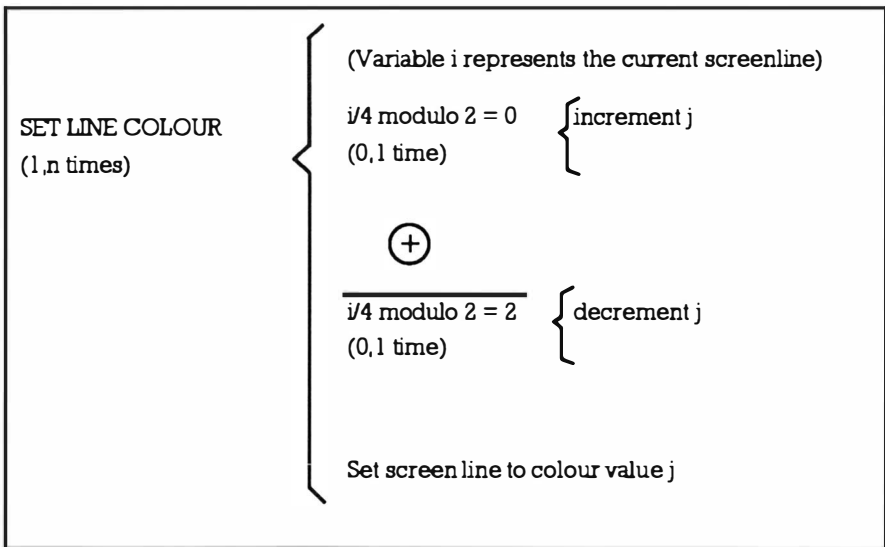 (Variable i represents the current screenline)
SET LINE COLOUR
(1,n times)
i/4 modulo 2 = 0
(0,1 time)
increment j
+
i/4 modulo 2 = 2
(0,1 time)
decrement j
Set screen line to colour value j